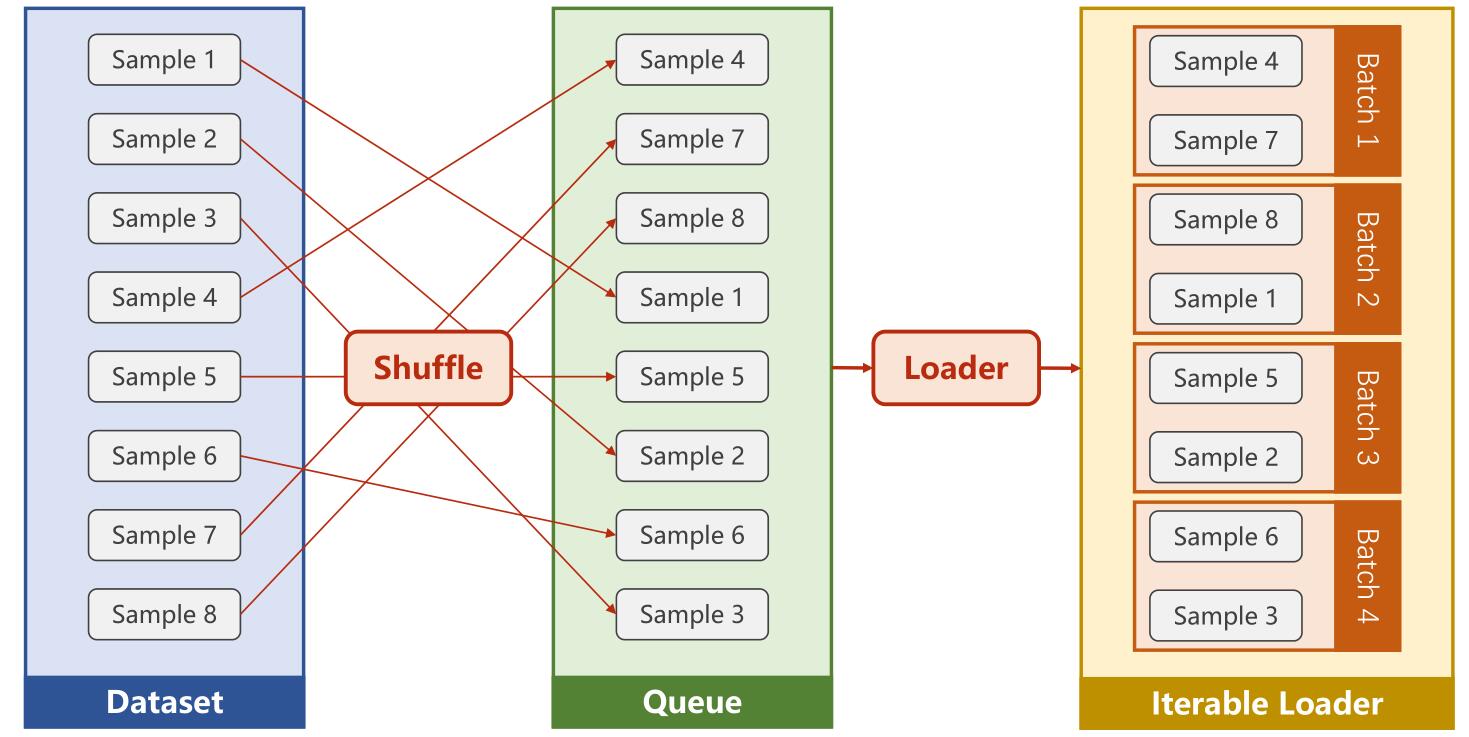 Sample 1
Sample 2
Sample 3
Sample 4
Sample 5
Sample 6
Sample 7
Sample 8
Dataset
Shuffle
Sample 4
Sample 7
Sample 8
Sample 1
Sample 5
Sample 2
Sample 6
Sample 3
Queue
Loader
Sample 4
Sample 7
Batch 1
Sample 8
Sample 1
Batch 2
Sample 5
Sample 2
Batch 3
Sample 6
Sample 3
Batch 4
Iterable Loader